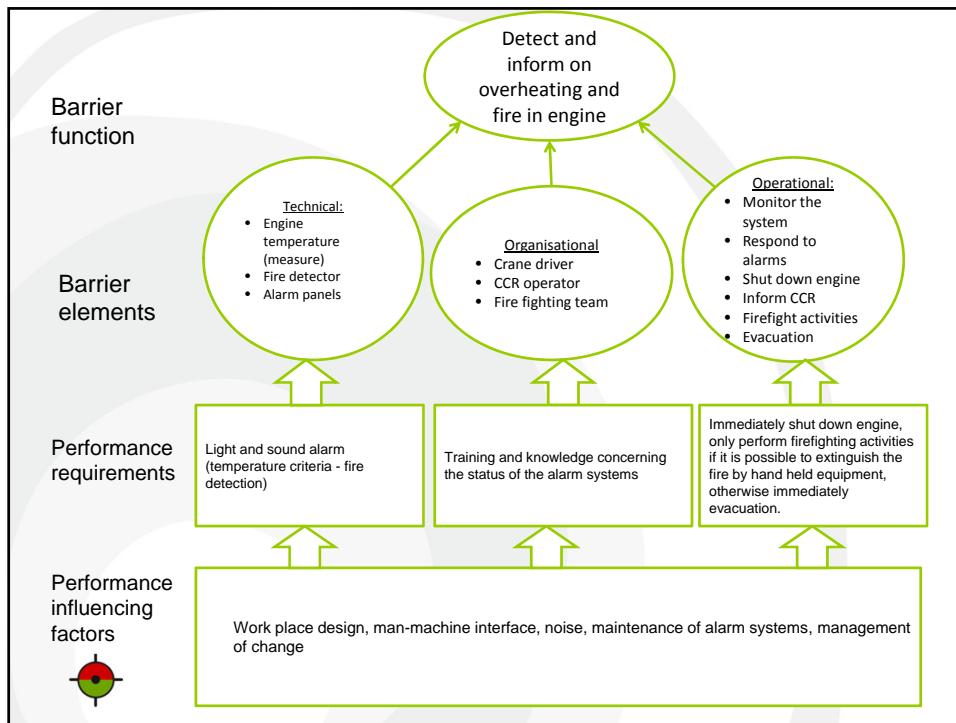 Detect and
inform on
overheating and
fire in engine
Barrier
function
Technical:
• Engine
temperature
(measure)
• Fire detector
• Alarm panels
Organisational
• Crane driver
• CCR operator
• Fire fighting team
Operational:
• Monitor the
system
• Respond to
alarms
• Shut down engine
• Inform CCR
• Firefight activities
• Evacuation
Barrier
elements
Performance
requirements
Light and sound alarm
(temperature criteria - fire
detection)
Training and knowledge concerning
the status of the alarm systems
Immediately shut down engine,
only perform firefighting activities
if it is possible to extinguish the
fire by hand held equipment,
otherwise immediately
evacuation.
Performance
influencing
factors
Work place design, man-machine interface, noise, maintenance of alarm systems, management
of change